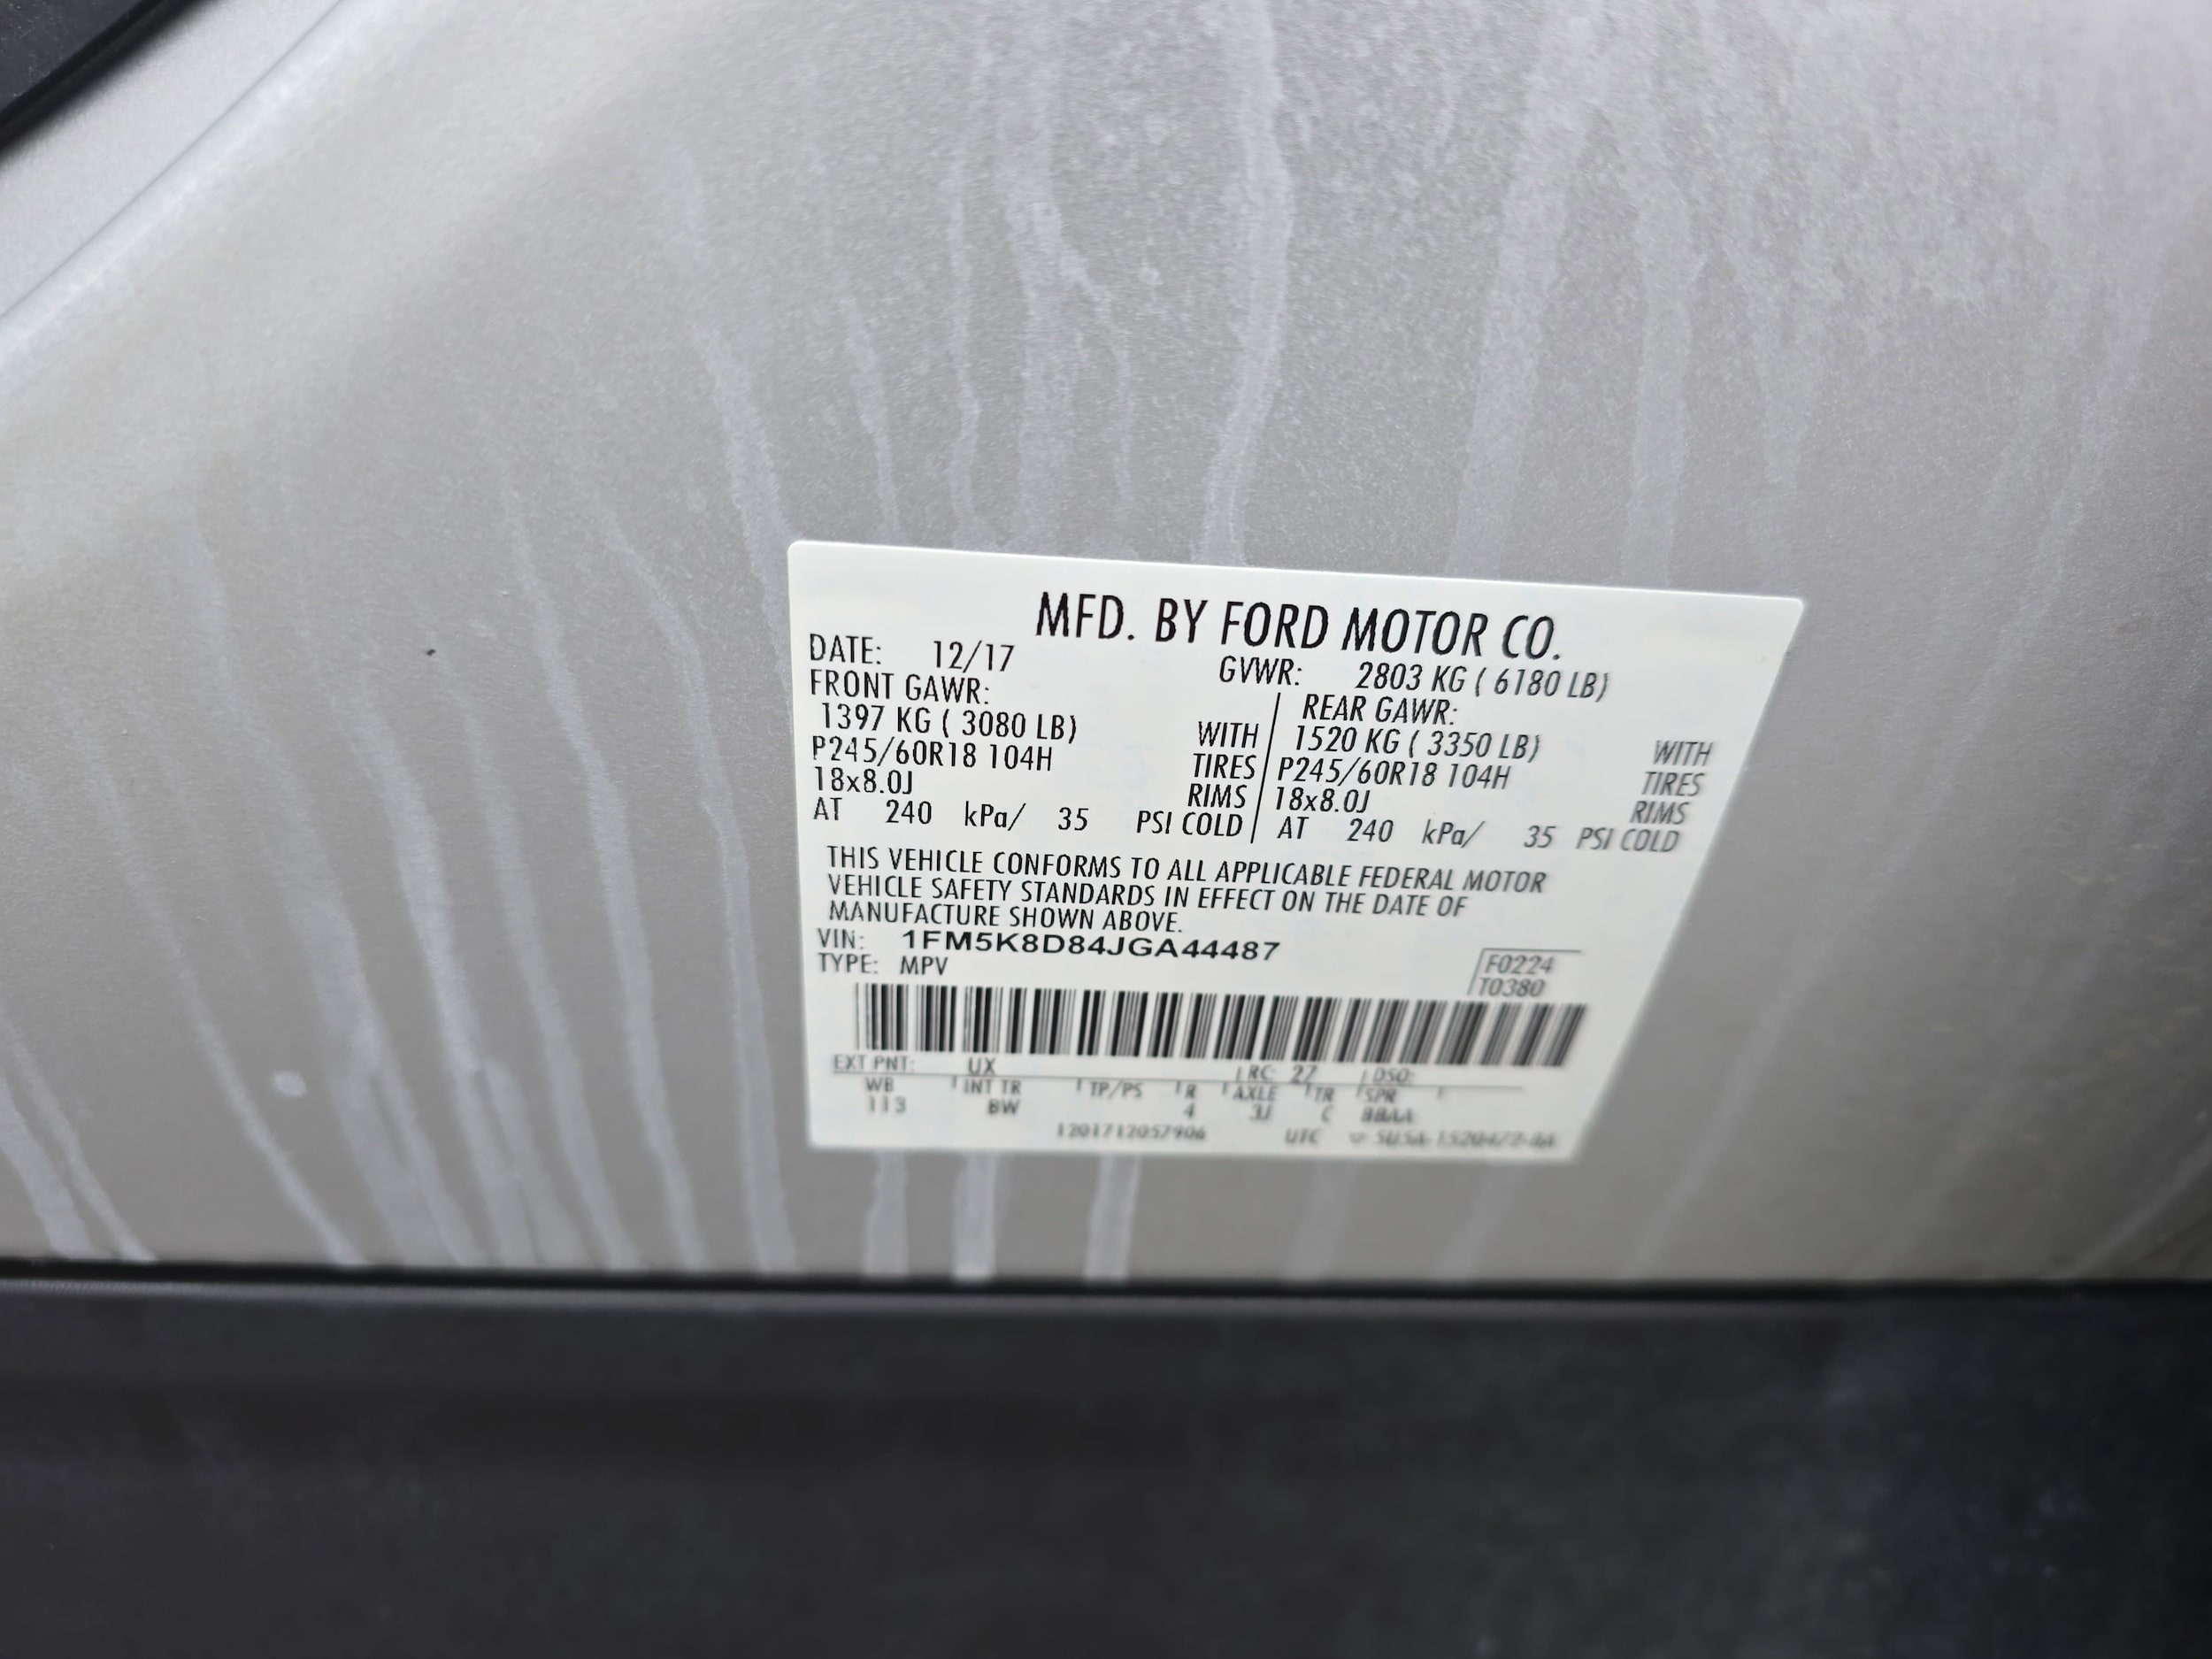 MFD. BY FORD MOTOR CO.
DATE: 12/17 GVWR: 2803 KG ( 6180 LB)
FRONT GAWR: REAR GAWR:
1397 KG ( 3080 LB) WITH 1520 KG ( 3350 LB) WITH
P245/60R18 104H TIRES P245/60R18 104H TIRES
18x8.0J RIMS 18x8.0J RIMS
AT 240 kPa/ 35 PSI COLD AT 240 kPa/ 35 PSI COLD
THIS VEHICLE CONFORMS TO ALL APPLICABLE FEDERAL MOTOR
VEHICLE SAFETY STANDARDS IN EFFECT ON THE DATE OF
MANUFACTURE SHOWN ABOVE.
VIN: 1FM5K8D84JGA44487
TYPE: MPV
F0224
T0380
EXT PNT: UX RC: 27 DSO:
WB INT TR TP/PS R AXLE TR SPR
113 BW 4 3J C
1201712057906 UTC